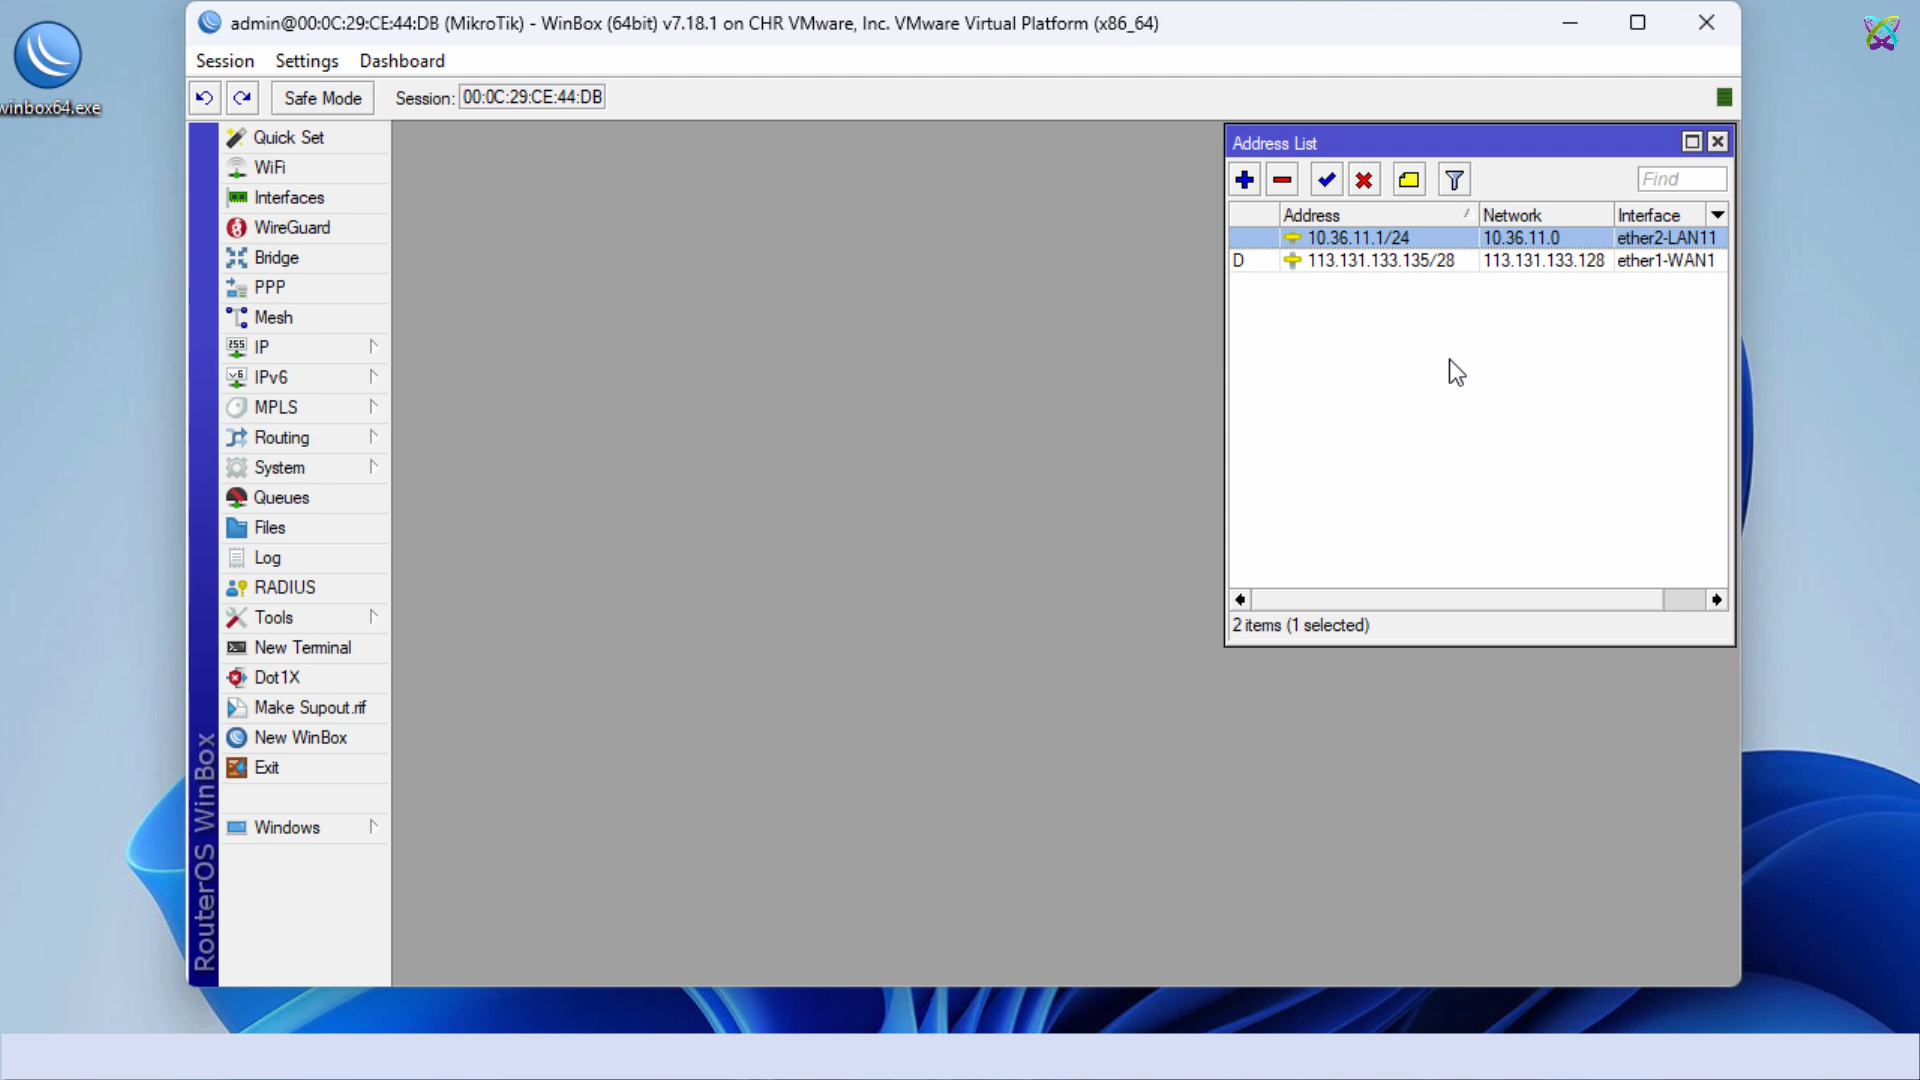 winbox64.exe
admin@00:0C:29:CE:44:DB (MikroTik) - WinBox (64bit) v7.18.1 on CHR VMware, Inc. VMware Virtual Platform (x86_64)
Session Settings Dashboard
Safe Mode Session: 00:0C:29:CE:44:DB
Quick Set
WiFi
Interfaces
WireGuard
Bridge
PPP
Mesh
IP
IPv6
MPLS
Routing
System
Queues
Files
Log
RADIUS
Tools
New Terminal
Dot1X
Make Supout.rif
New WinBox
Exit
Windows
RouterOS WinBox
Address List
Find
Address Network Interface
10.36.11.1/24 10.36.11.0 ether2-LAN11
D 113.131.133.135/28 113.131.133.128 ether1-WAN1
2 items (1 selected)